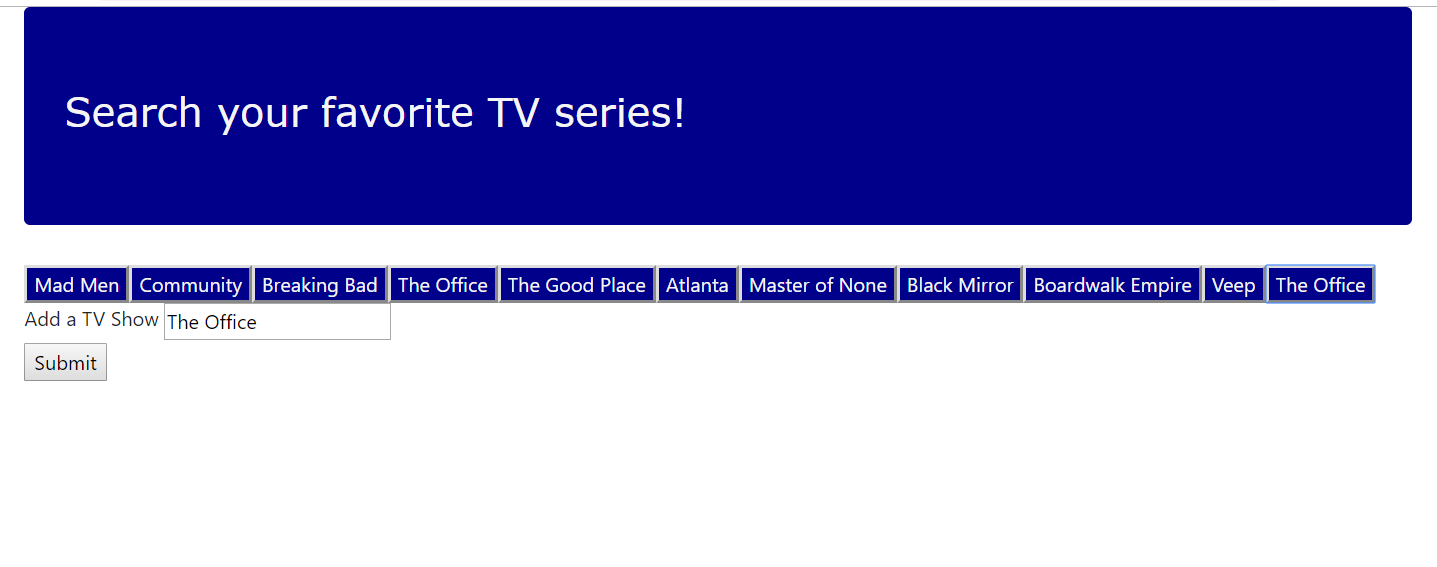 Search your favorite TV series!
Mad Men Community Breaking Bad The Office The Good Place Atlanta Master of None Black Mirror Boardwalk Empire Veep The Office
Add a TV Show The Office
Submit